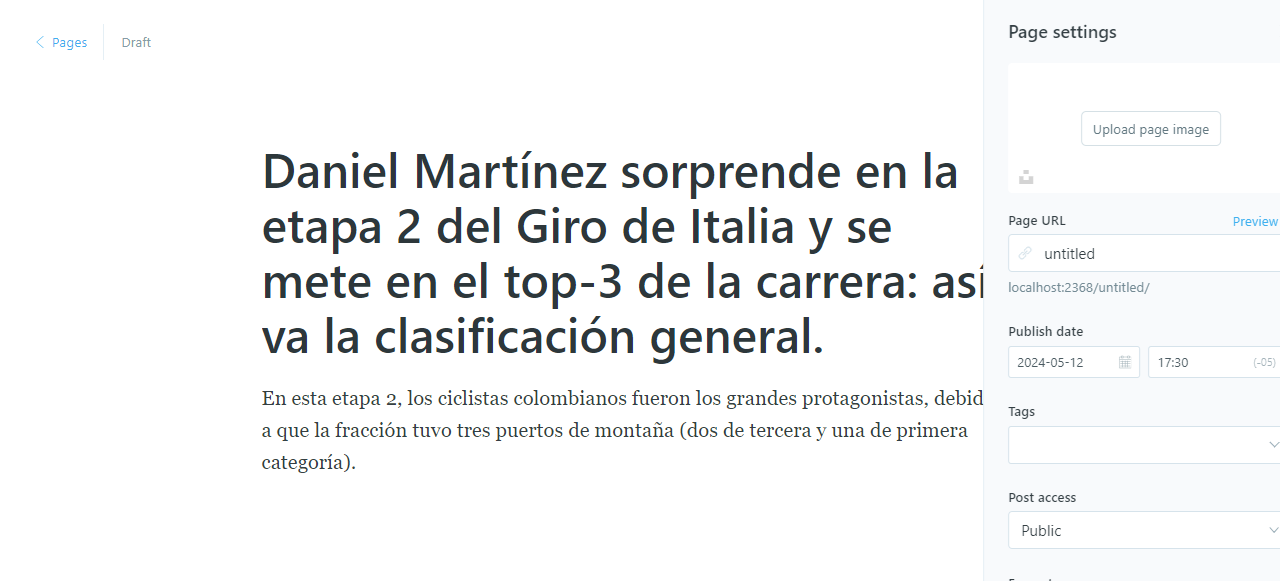 Pages
Draft
Daniel Martínez sorprende en la
etapa 2 del Giro de Italia y se
mete en el top-3 de la carrera: así
va la clasificación general.
En esta etapa 2, los ciclistas colombianos fueron los grandes protagonistas, debid
a que la fracción tuvo tres puertos de montaña (dos de tercera y una de primera
categoría).
Page settings
Upload page image
Page URL
Preview
untitled
localhost:2368/untitled/
Publish date
2024-05-12
17:30
(-05)
Tags
Post access
Public